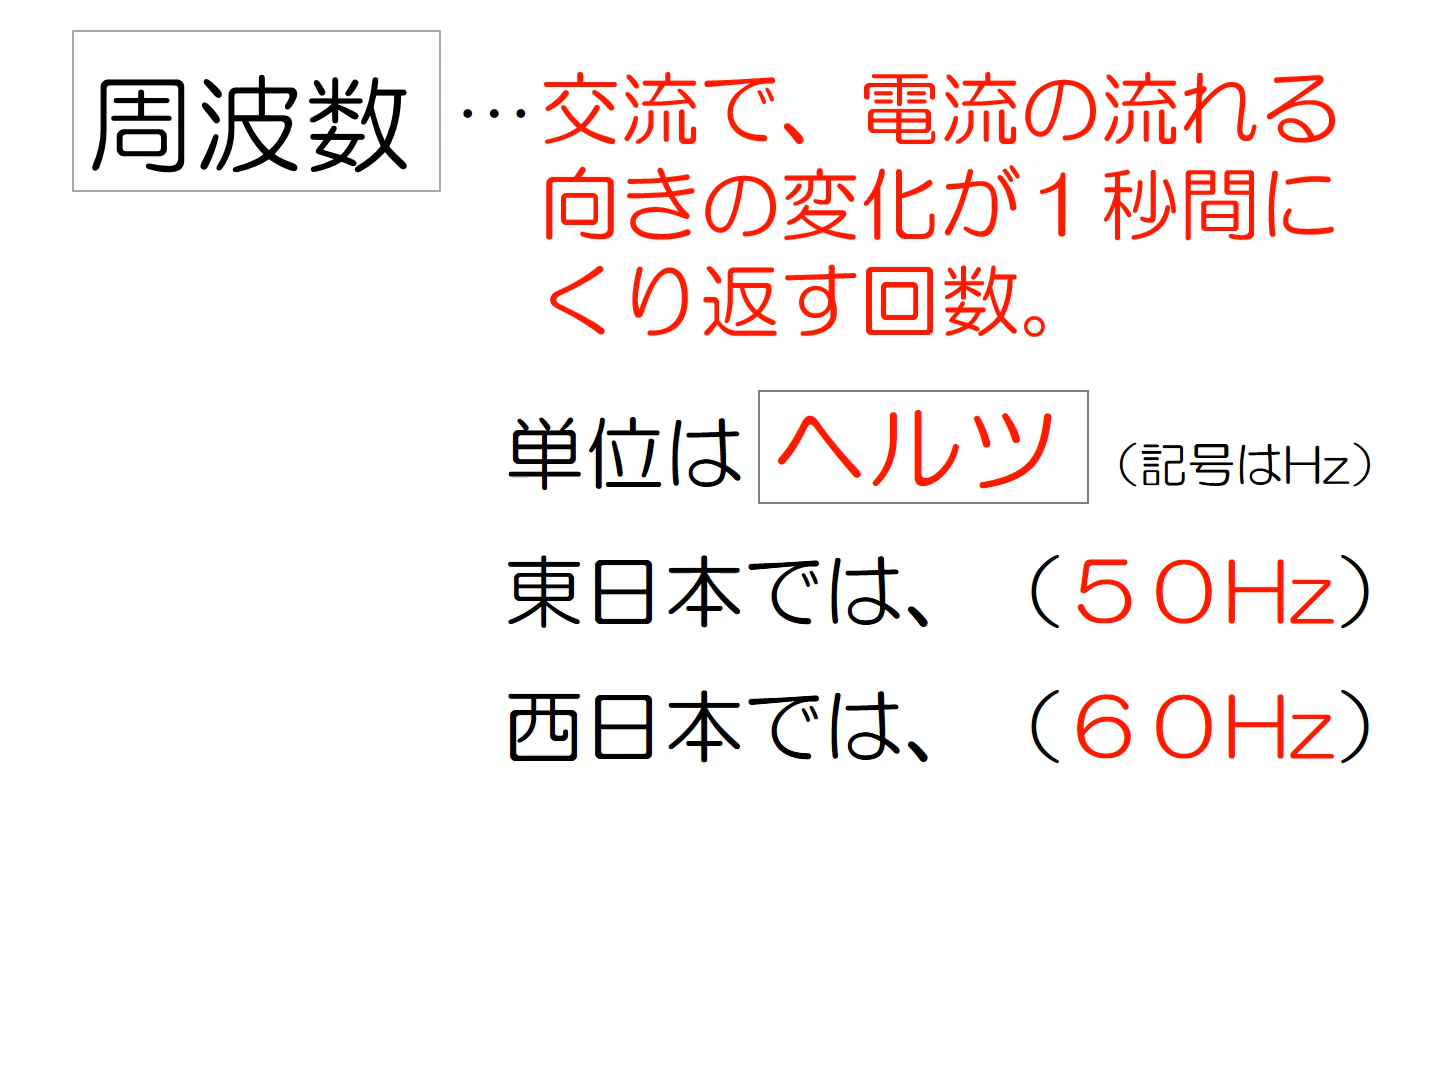 周波数 …交流で、電流の流れる
向きの変化が１秒間に
くり返す回数。
単位は ヘルツ （記号はHz）
東日本では、 （５０Hz）
西日本では、 （６０Hz）